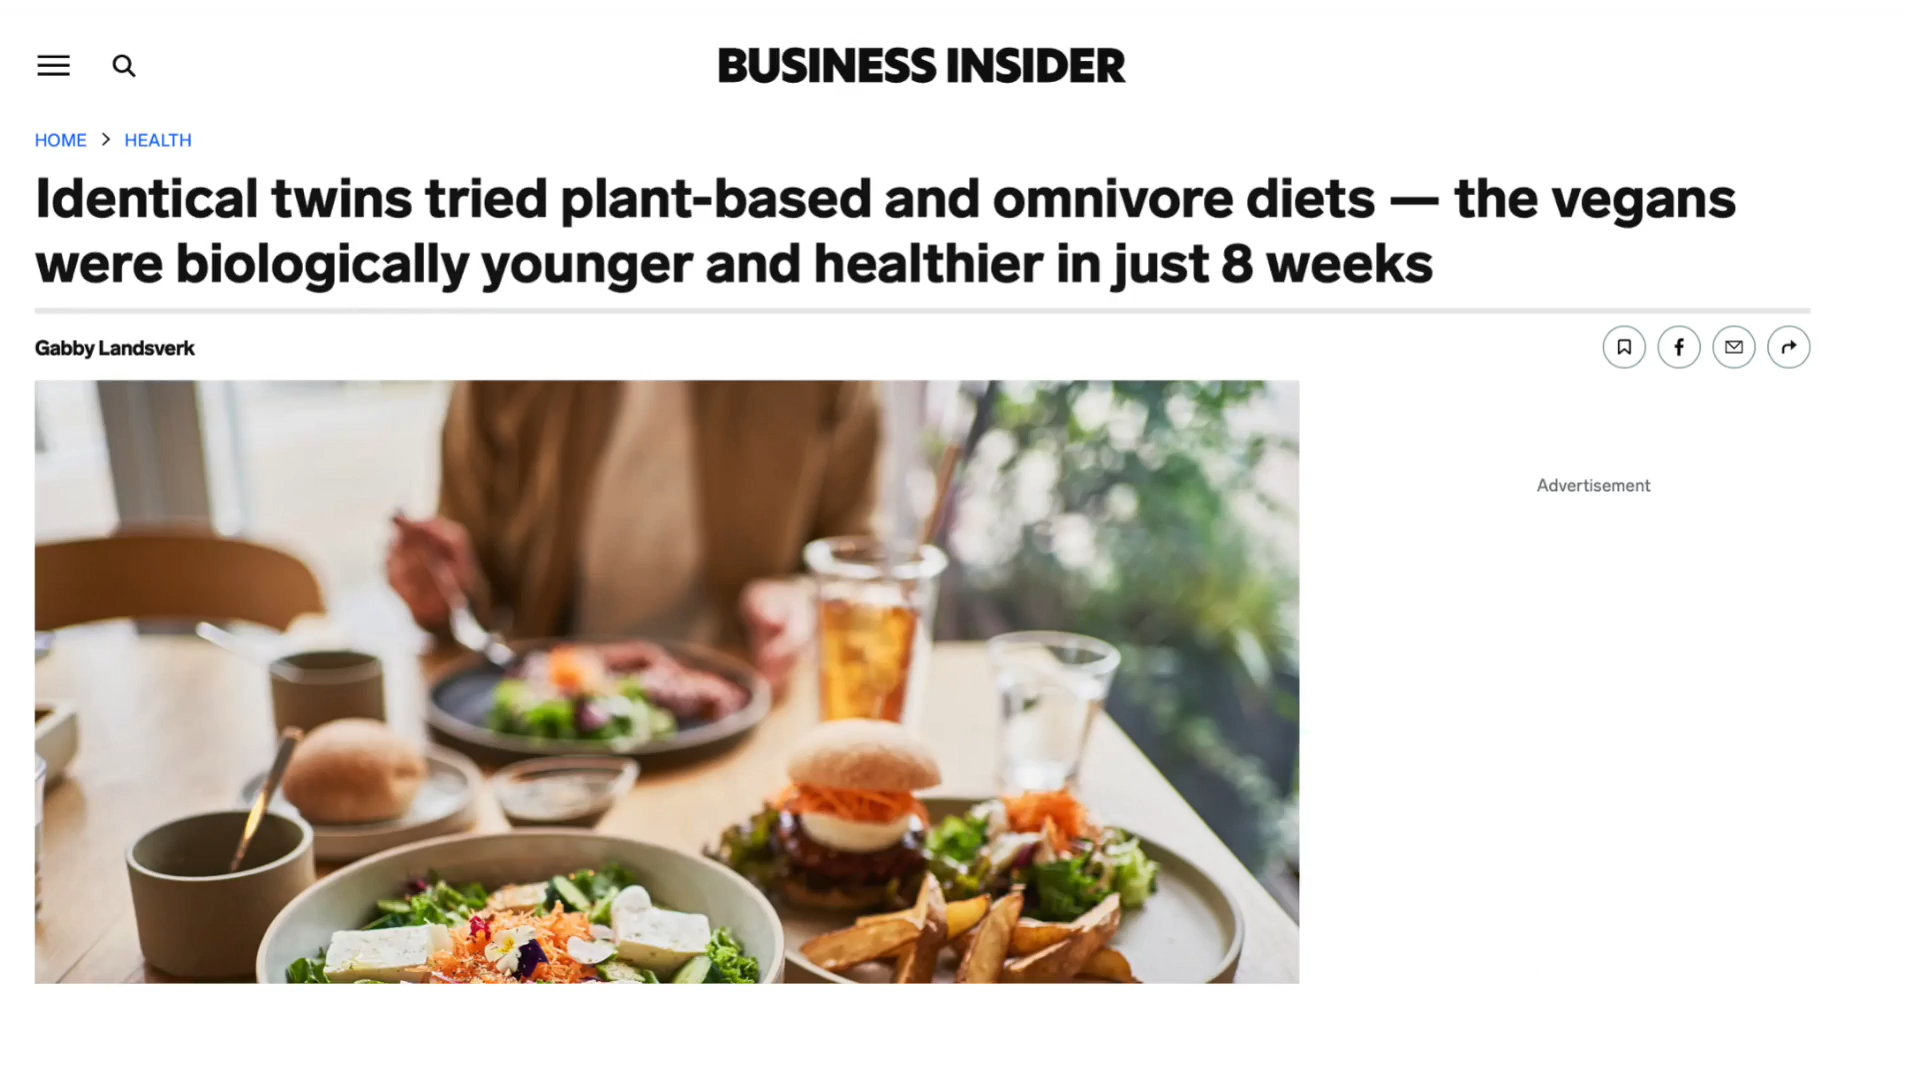 BUSINESS INSIDER
HOME > HEALTH
Identical twins tried plant-based and omnivore diets — the vegans
were biologically younger and healthier in just 8 weeks
Gabby Landsverk
Advertisement